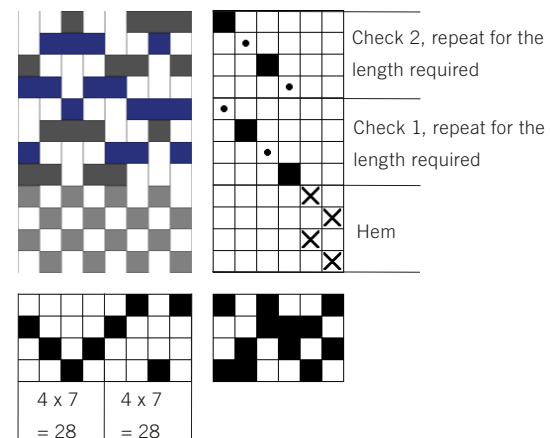 Check 2, repeat for the
length required
Check 1, repeat for the
length required
Hem
4 x 7
= 28
4 x 7
= 28